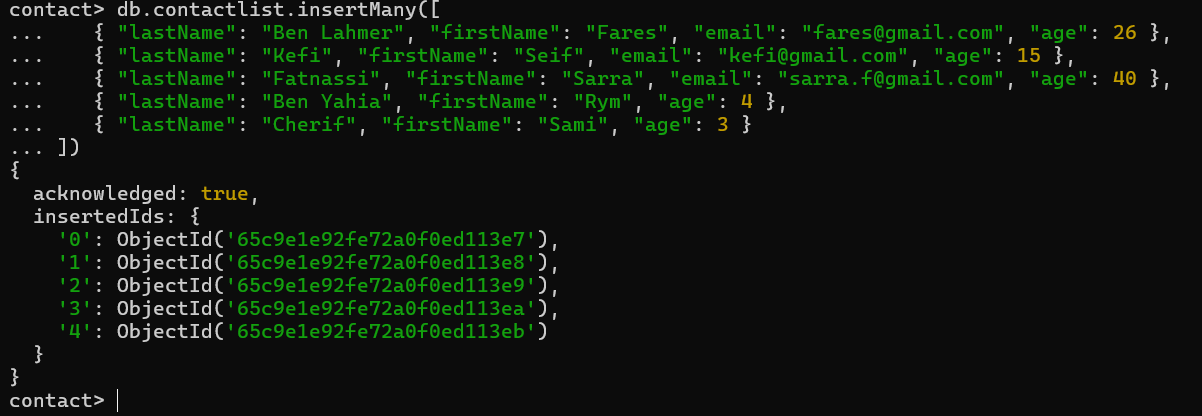 contact> db.contactlist.insertMany([
...    { "lastName": "Ben Lahmer", "firstName": "Fares", "email": "fares@gmail.com", "age": 26 },
...    { "lastName": "Kefi", "firstName": "Seif", "email": "kefi@gmail.com", "age": 15 },
...    { "lastName": "Fatnassi", "firstName": "Sarra", "email": "sarra.f@gmail.com", "age": 40 },
...    { "lastName": "Ben Yahia", "firstName": "Rym", "age": 4 },
...    { "lastName": "Cherif", "firstName": "Sami", "age": 3 }
... ])
{
  acknowledged: true,
  insertedIds: {
    '0': ObjectId('65c9e1e92fe72a0f0ed113e7'),
    '1': ObjectId('65c9e1e92fe72a0f0ed113e8'),
    '2': ObjectId('65c9e1e92fe72a0f0ed113e9'),
    '3': ObjectId('65c9e1e92fe72a0f0ed113ea'),
    '4': ObjectId('65c9e1e92fe72a0f0ed113eb')
  }
}
contact>